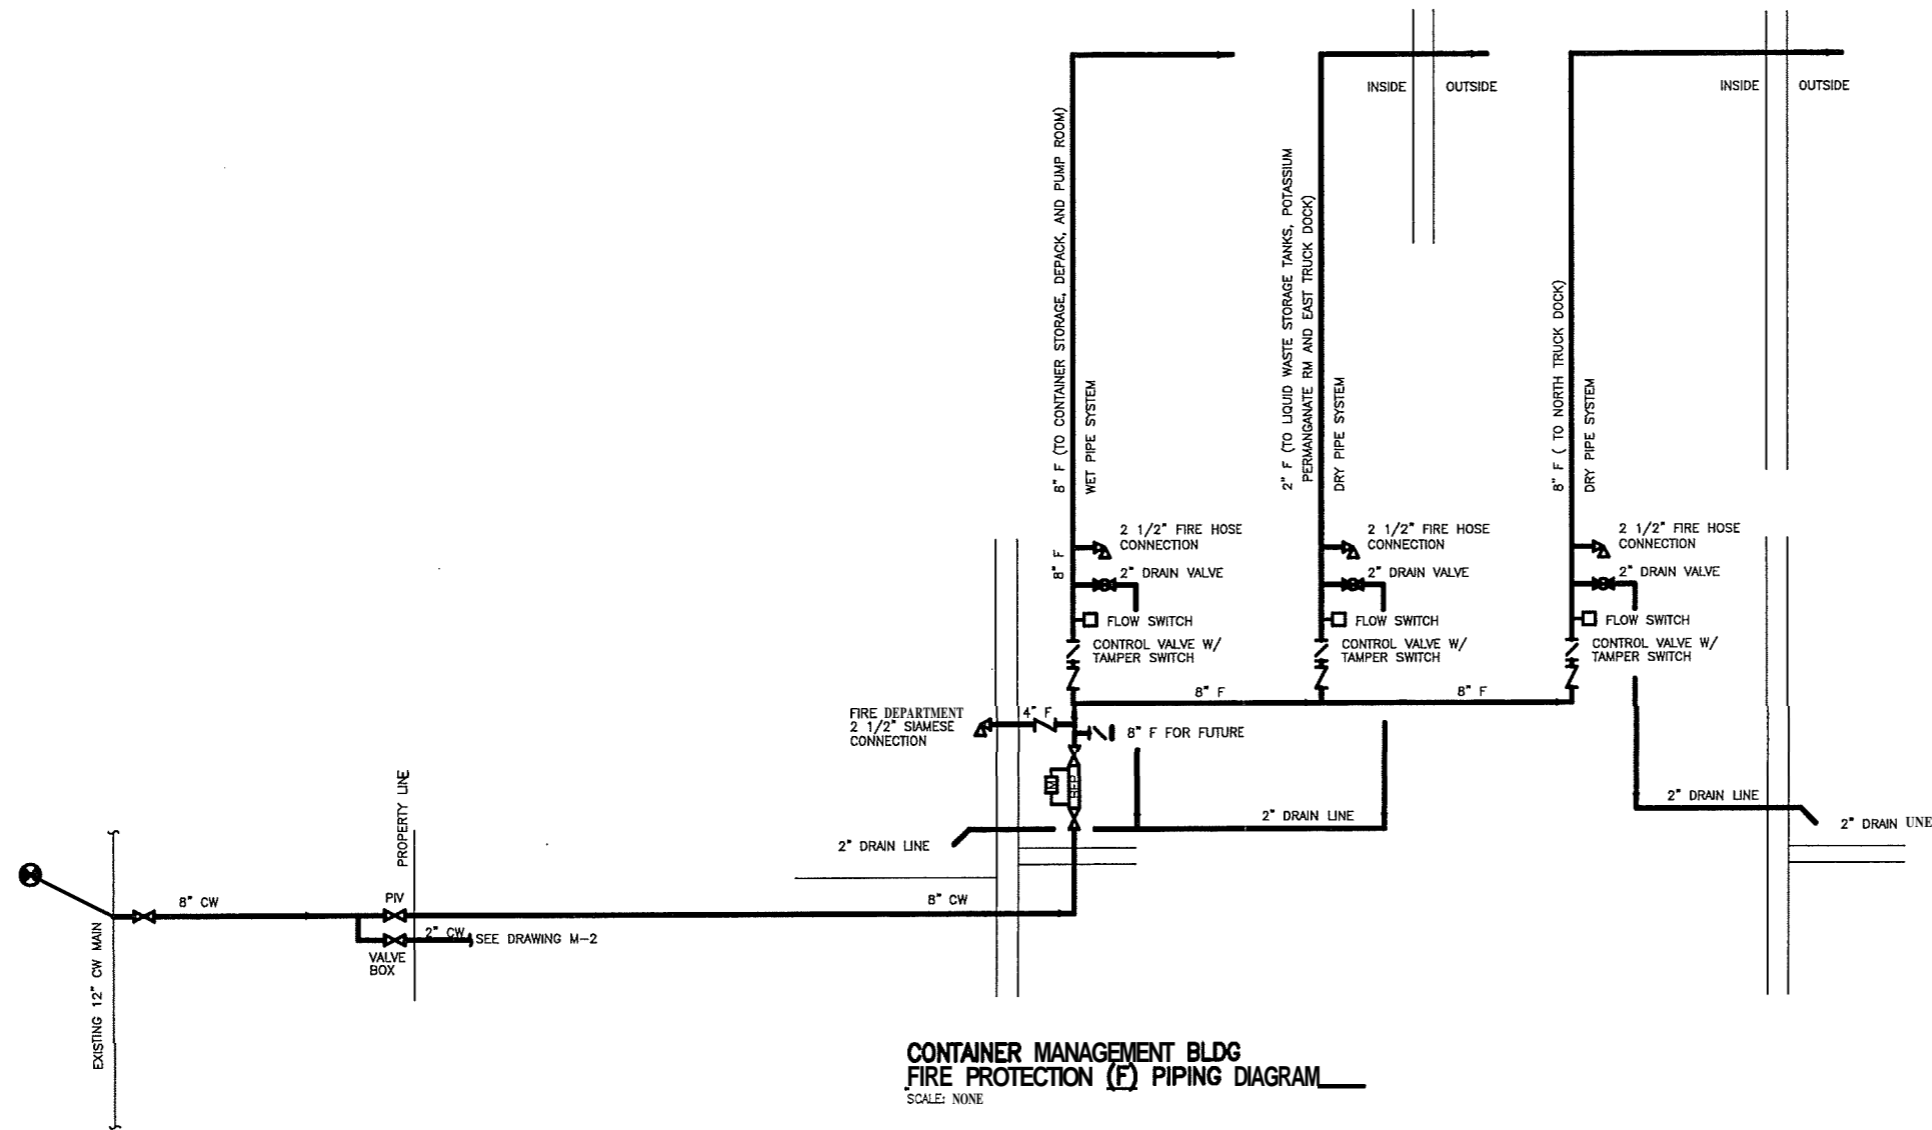 INSIDE
OUTSIDE
INSIDE
OUTSIDE
8" F (TO CONTAINER STORAGE, DEPACK, AND PUMP ROOM)
WET PIPE SYSTEM
2" F (TO LIQUID WASTE STORAGE TANKS, POTASSIUM
PERMANGANATE RM AND EAST TRUCK DOCK)
DRY PIPE SYSTEM
8" F ( TO NORTH TRUCK DOCK)
DRY PIPE SYSTEM
8" F
2 1/2" FIRE HOSE
CONNECTION
2" DRAIN VALVE
FLOW SWITCH
CONTROL VALVE W/
TAMPER SWITCH
2 1/2" FIRE HOSE
CONNECTION
2" DRAIN VALVE
FLOW SWITCH
CONTROL VALVE W/
TAMPER SWITCH
2 1/2" FIRE HOSE
CONNECTION
2" DRAIN VALVE
FLOW SWITCH
CONTROL VALVE W/
TAMPER SWITCH
8" F
8" F
FIRE DEPARTMENT
2 1/2" SIAMESE
CONNECTION
4" F
8" F FOR FUTURE
M
BFP
2" DRAIN LINE
2" DRAIN LINE
2" DRAIN LINE
2" DRAIN UNE
PROPERTY LINE
8" CW
PIV
8" CW
2" CW
SEE DRAWING M-2
VALVE
BOX
EXISTING 12" CW MAIN
CONTAINER MANAGEMENT BLDG
FIRE PROTECTION (F) PIPING DIAGRAM
SCALE: NONE